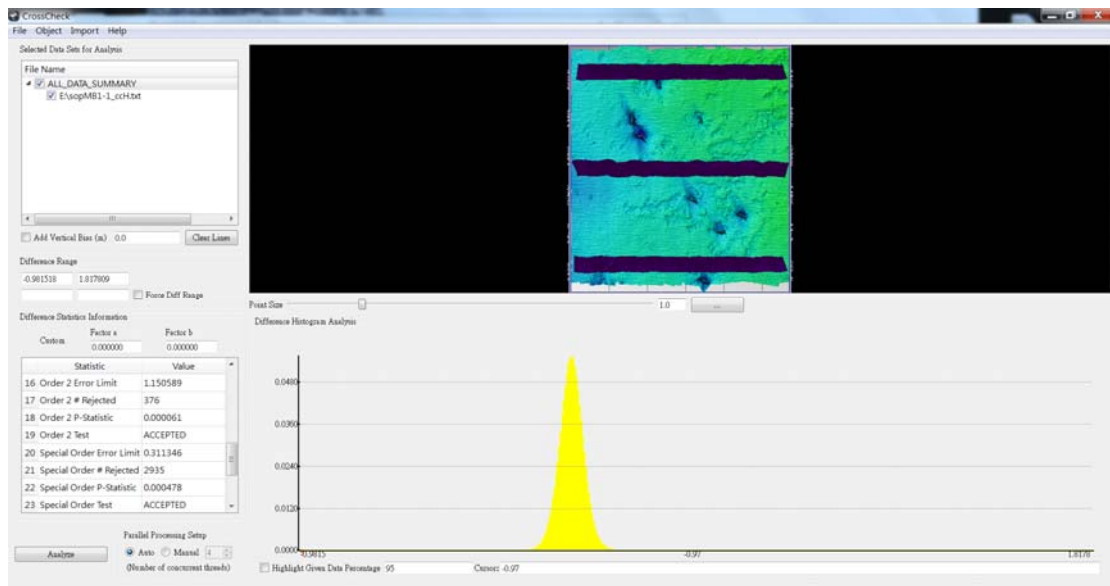 CrossCheck
File Object Import Help
Selected Data Sets for Analysis
File Name
ALL_DATA_SUMMARY
E:\sopMB1-1_ccH.txt
Add Vertical Bias (m) 0.0 Clear Lines
Difference Range
-0.981518 1.817809
Force Diff Range
Point Size 1.0 ...
Difference Statistics Information
Difference Histogram Analysis
Custom Factor a Factor b
0.000000 0.000000
Statistic Value
16 Order 2 Error Limit 1.150589
17 Order 2 # Rejected 376
18 Order 2 P-Statistic 0.000061
19 Order 2 Test ACCEPTED
20 Special Order Error Limit 0.311346
21 Special Order # Rejected 2935
22 Special Order P-Statistic 0.000478
23 Special Order Test ACCEPTED
0.0480
0.0360
0.0240
0.0120
0.0000
-0.9815 -0.97 1.8178
Parallel Processing Setup
Analyze Auto Manual 4
(Number of concurrent threads)
Highlight Given Data Percentage 95 Cursor: -0.97